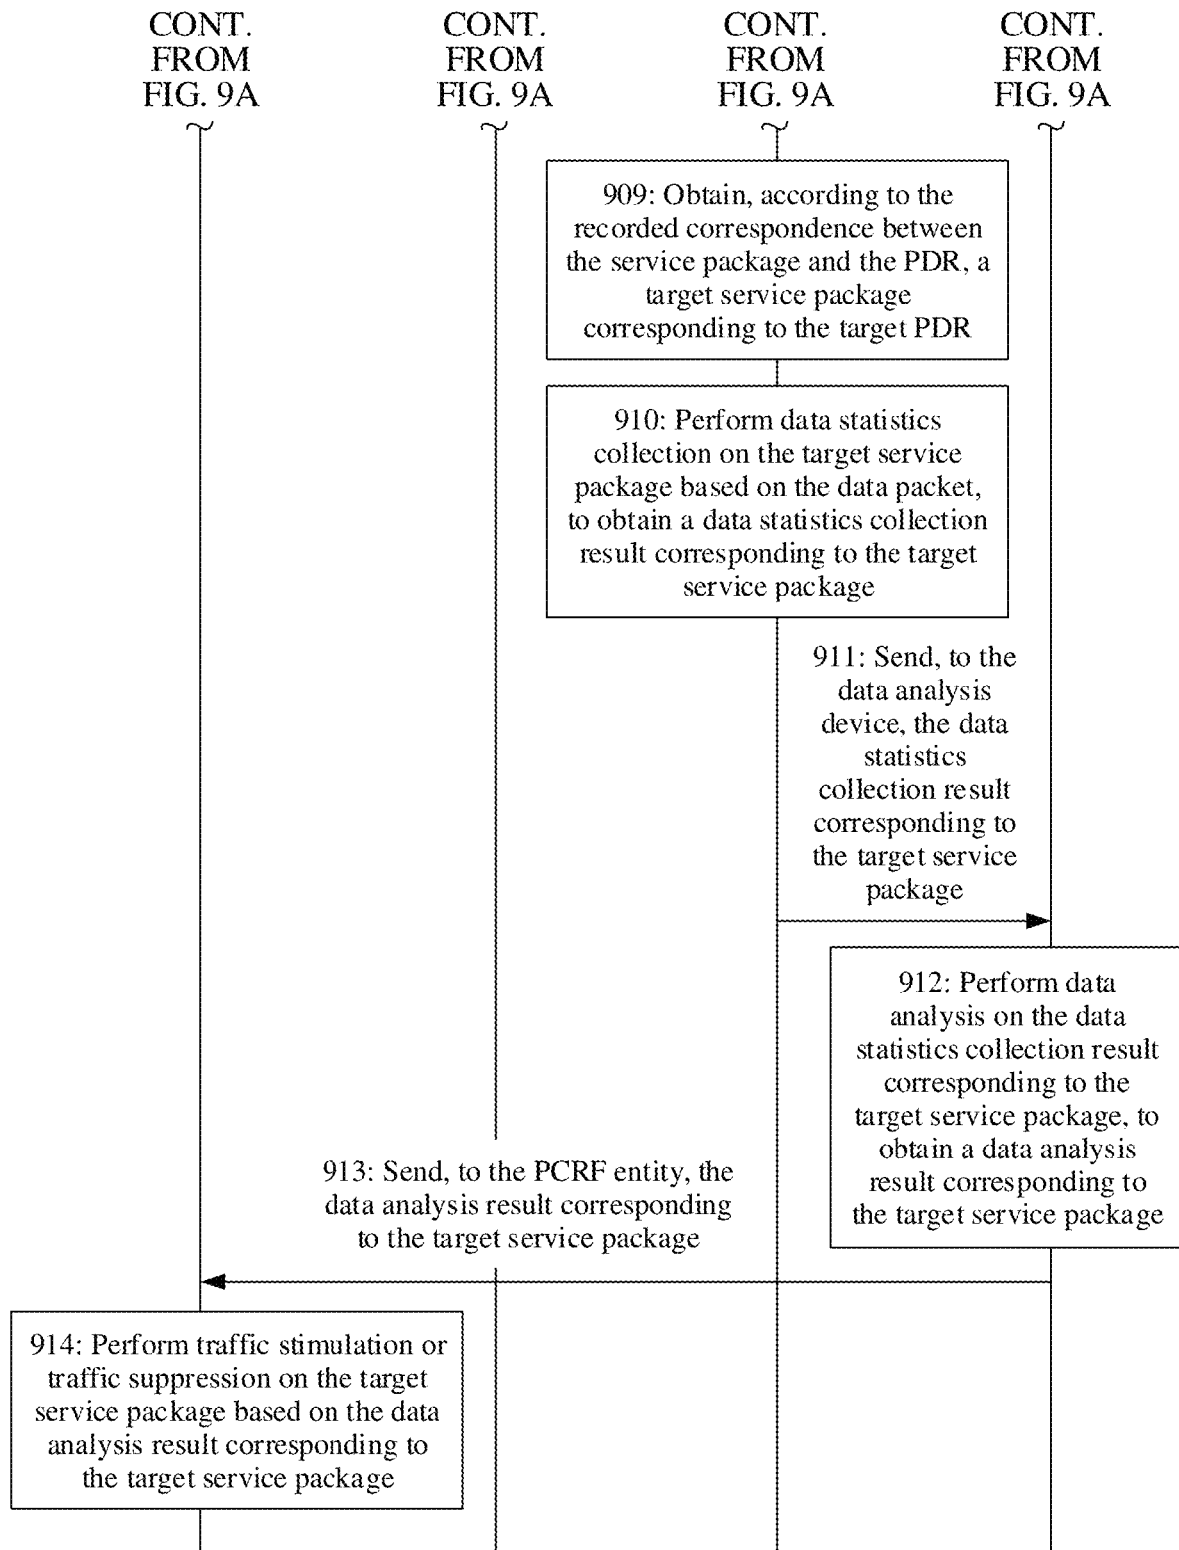 CONT.
FROM
FIG. 9A
CONT.
FROM
FIG. 9A
CONT.
FROM
FIG. 9A
CONT.
FROM
FIG. 9A
909: Obtain, according to the
recorded correspondence between
the service package and the PDR, a
target service package
corresponding to the target PDR
910: Perform data statistics
collection on the target service
package based on the data packet,
to obtain a data statistics collection
result corresponding to the target
service package
911: Send, to the
data analysis
device, the data
statistics
collection result
corresponding to
the target service
package
912: Perform data
analysis on the data
statistics collection result
corresponding to the
target service package, to
obtain a data analysis
result corresponding to
the target service package
913: Send, to the PCRF entity, the
data analysis result corresponding
to the target service package
914: Perform traffic stimulation or
traffic suppression on the target
service package based on the data
analysis result corresponding to
the target service package